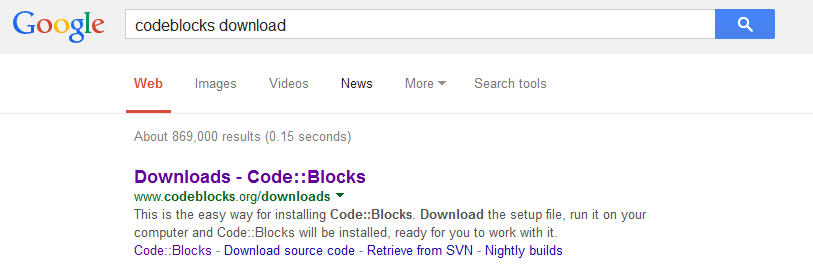 Google codeblocks download
Web Images Videos News More Search tools
About 869,000 results (0.15 seconds)
Downloads - Code::Blocks
www.codeblocks.org/downloads
This is the easy way for installing Code::Blocks. Download the setup file, run it on your
computer and Code::Blocks will be installed, ready for you to work with it.
Code::Blocks - Download source code - Retrieve from SVN - Nightly builds